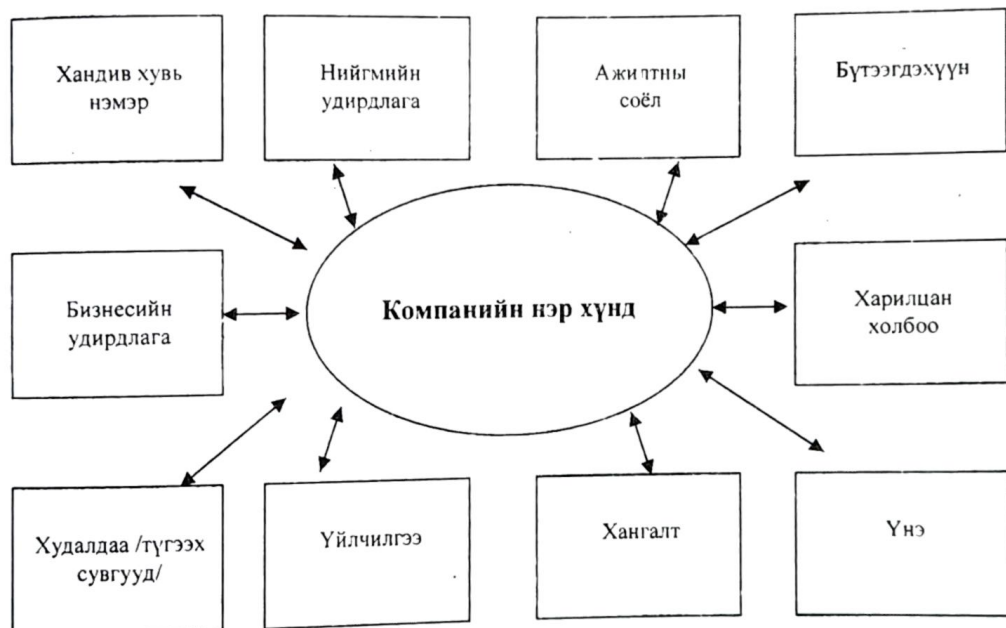 Хандив хувь
нэмэр
Нийгмийн
удирдлага
Ажилтны
соёл
Бүтээгдэхүүн
Бизнесийн
удирдлага
Компанийн нэр хүнд
Харилцан
холбоо
Худалдаа /түгээх
сувгууд/
Үйлчилгээ
Хангалт
Үнэ